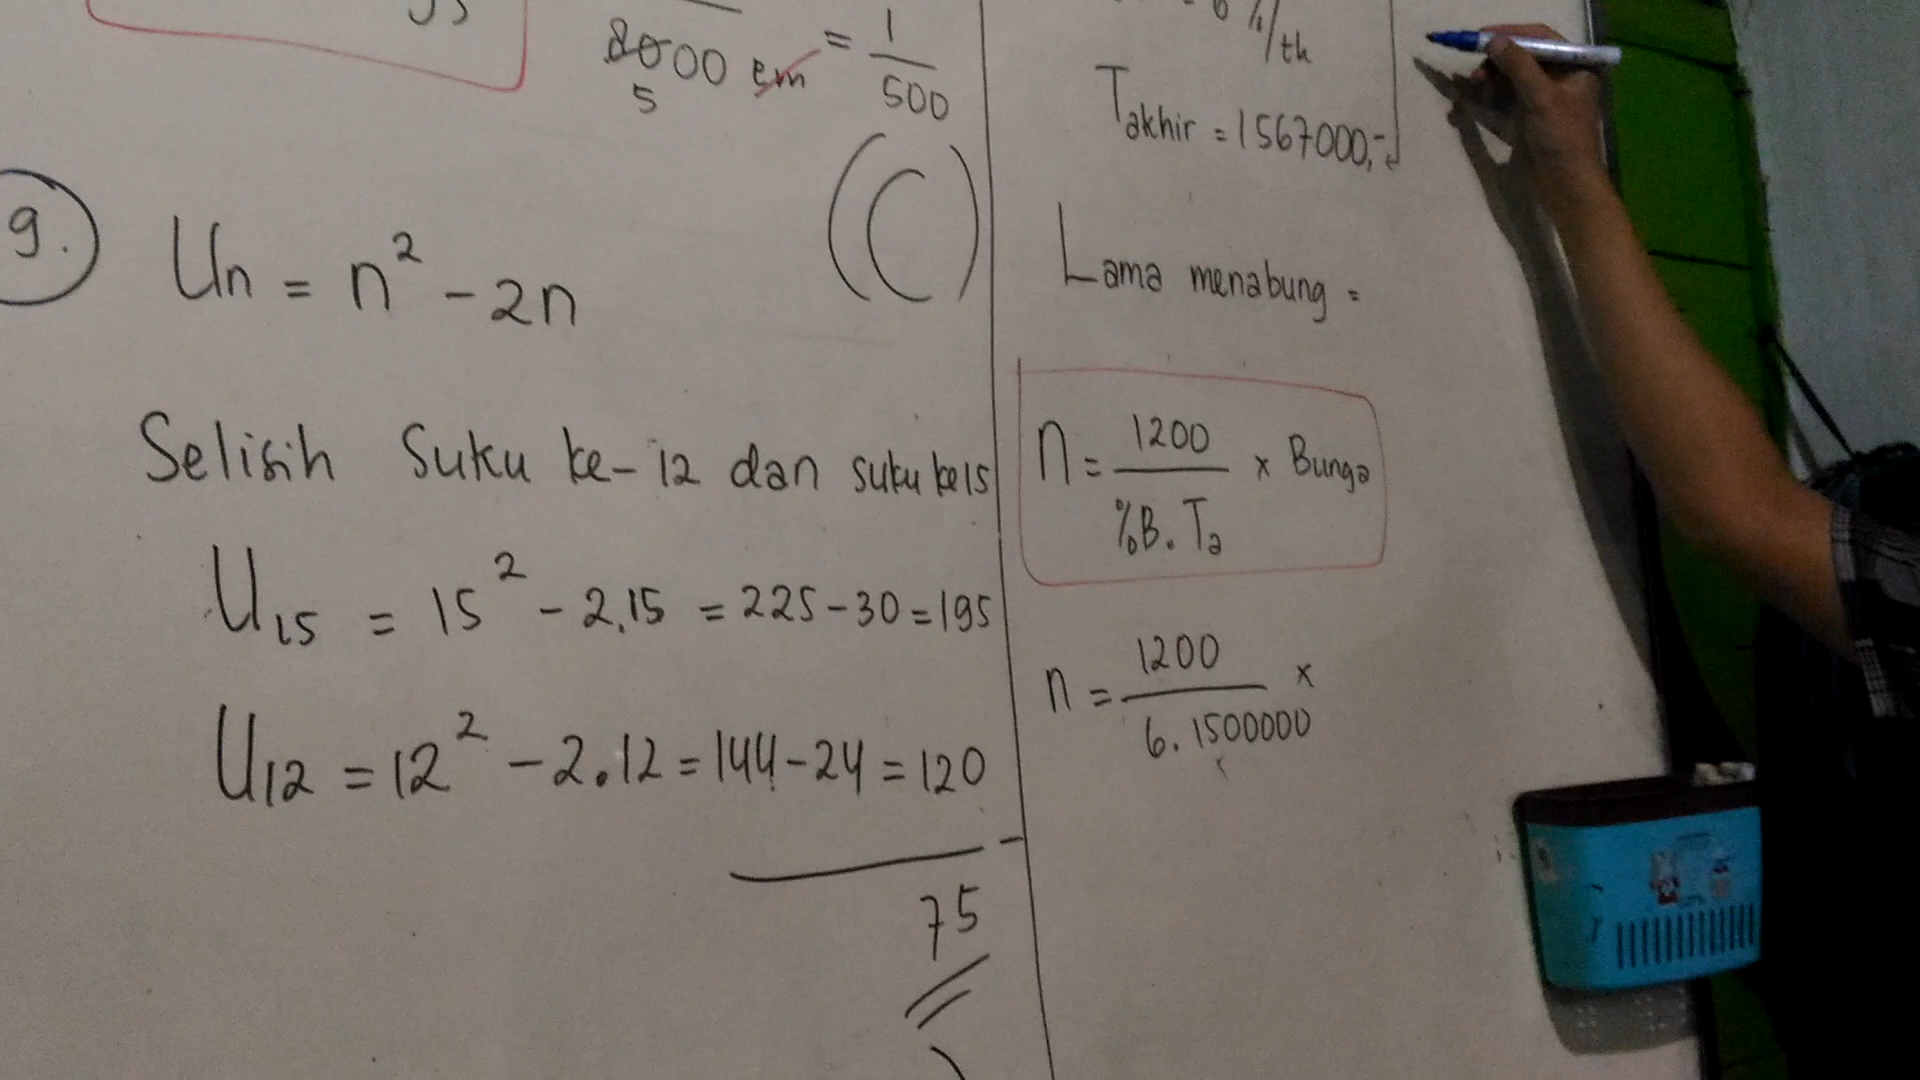 8000 cm = 1
5
500
(C)
9.
Un = n² - 2n
Selisih Suku ke-12 dan suku ke15
U15 = 15² - 2.15 = 225-30=195
U12 = 12² - 2.12 = 144-24 = 120
-
75
%/th
Takhir = 1567000,-
Lama menabung =
n = 1200 × Bunga
%B. Ta
n = 1200 ×
6. 1500000